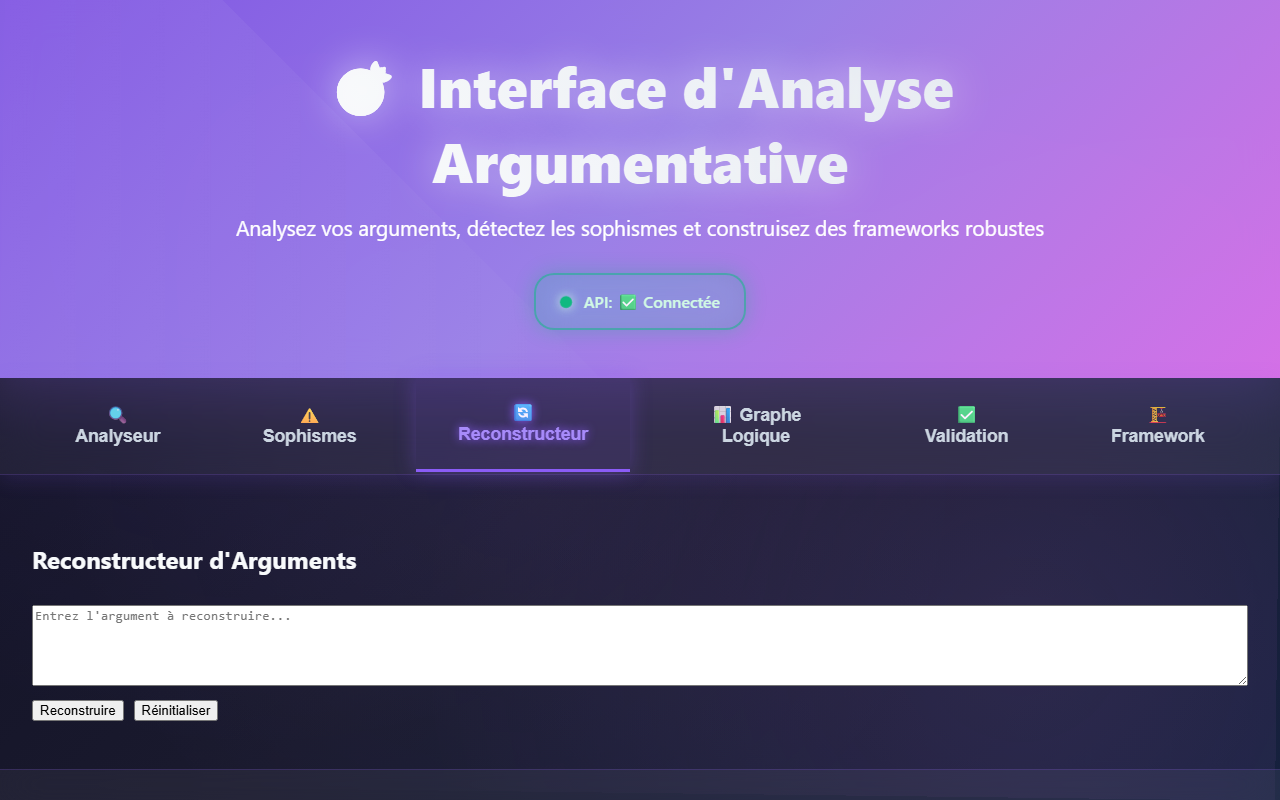 Interface d'Analyse
Argumentative
Analysez vos arguments, détectez les sophismes et construisez des frameworks robustes
API: ✅ Connectée
Analyseur
Sophismes
Reconstructeur
Graphe
Logique
Validation
Framework
Reconstructeur d'Arguments
Entrez l'argument à reconstruire...
Reconstruire
Réinitialiser